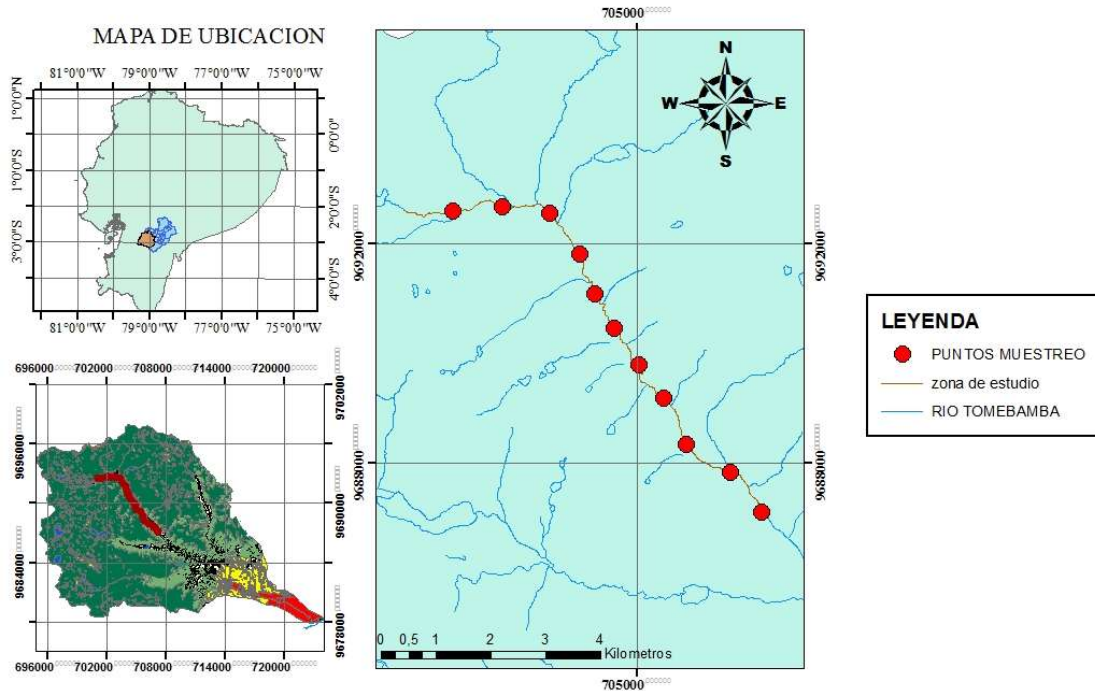 MAPA DE UBICACION
81°0'0"W 79°0'0"W 77°0'0"W 75°0'0"W
1°0'0"N
0°0'0"
1°0'0"S
2°0'0"S
3°0'0"S
4°0'0"S
81°0'0"W 79°0'0"W 77°0'0"W 75°0'0"W
696000 702000 708000 714000 720000
9702000
9696000
9690000
9684000
9678000
696000 702000 708000 714000 720000
705000
N
W E
S
9692000 9692000
9688000 9688000
0 0,5 1 2 3 4
Kilometros
705000
LEYENDA
PUNTOS MUESTREO
zona de estudio
RIO TOMEBAMBA